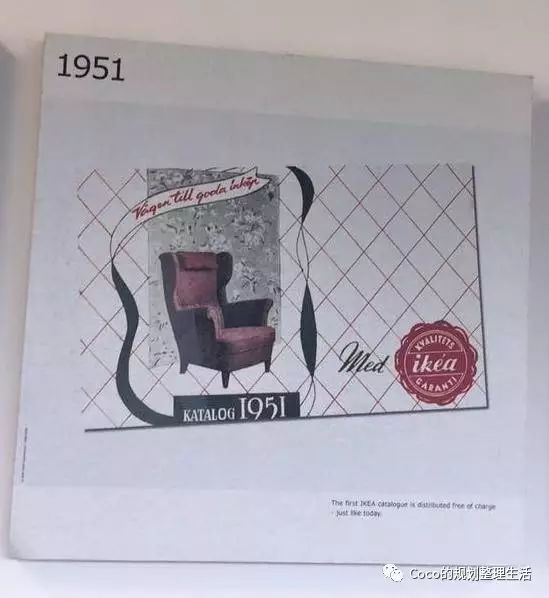 1951
Vägen till goda inköp
KATALOG 1951
Med
KVALITETS
ikéa
GARANTI
The first IKEA catalogue is distributed free of charge
- just like today.
Coco的规划整理生活